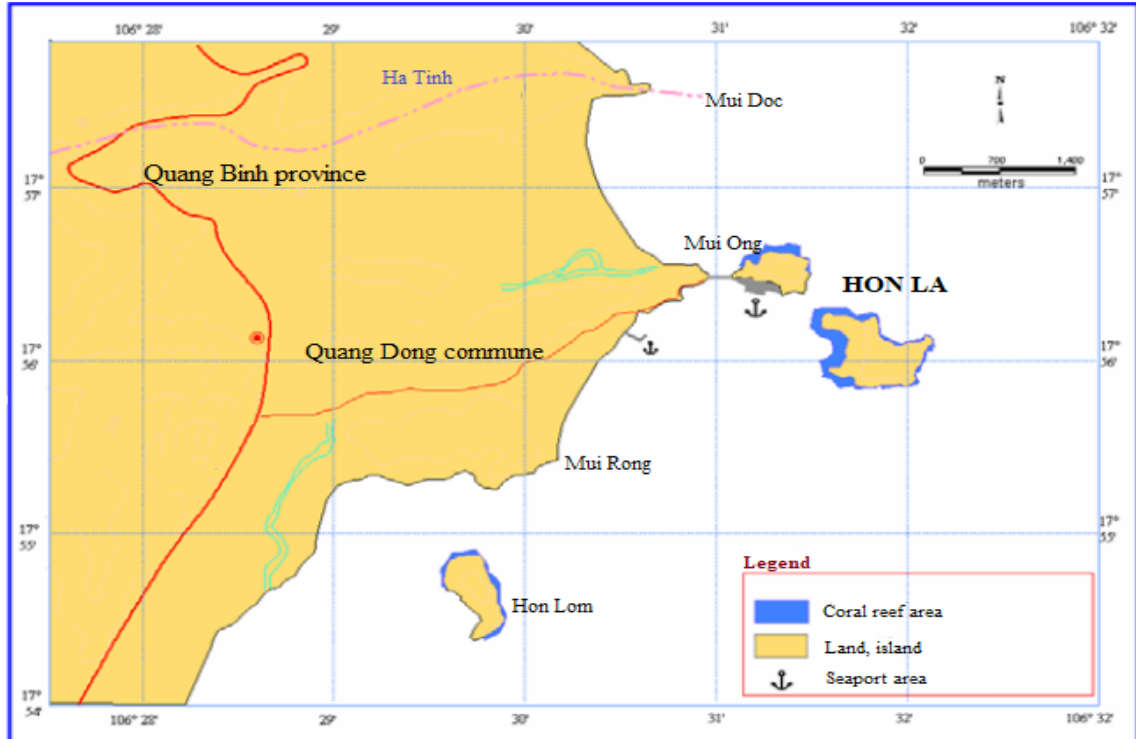 106° 28' 29' 30' 31' 32' 106° 32'
Ha Tinh
Mui Doc
N
0 700 1,400
meters
Quang Binh province
17° 57'
17° 57'
Mui Ong
HON LA
Quang Dong commune
17° 56'
17° 56'
Mui Rong
17° 55'
17° 55'
Hon Lom
Legend
Coral reef area
Land, island
Seaport area
17° 54'
17° 54'
106° 28' 29' 30' 31' 32' 106° 32'